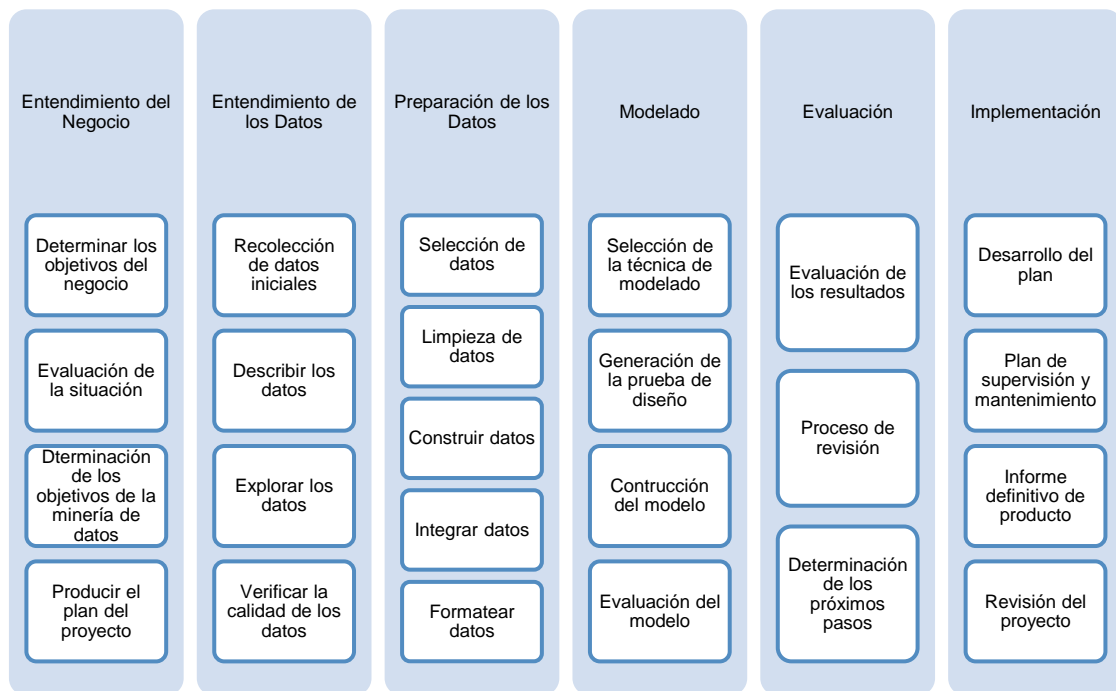 Entendimiento del
Negocio
Determinar los
objetivos del
negocio
Evaluación de
la situación
Dterminación
de los
objetivos de la
minería de
datos
Producir el
plan del
proyecto
Entendimiento de
los Datos
Recolección
de datos
iniciales
Describir los
datos
Explorar los
datos
Verificar la
calidad de los
datos
Preparación de los
Datos
Selección de
datos
Limpieza de
datos
Construir datos
Integrar datos
Formatear
datos
Modelado
Selección de
la técnica de
modelado
Generación de
la prueba de
diseño
Contrucción
del modelo
Evaluación del
modelo
Evaluación
Evaluación de
los resultados
Proceso de
revisión
Determinación
de los
próximos
pasos
Implementación
Desarrollo del
plan
Plan de
supervisión y
mantenimiento
Informe
definitivo de
producto
Revisión del
proyecto